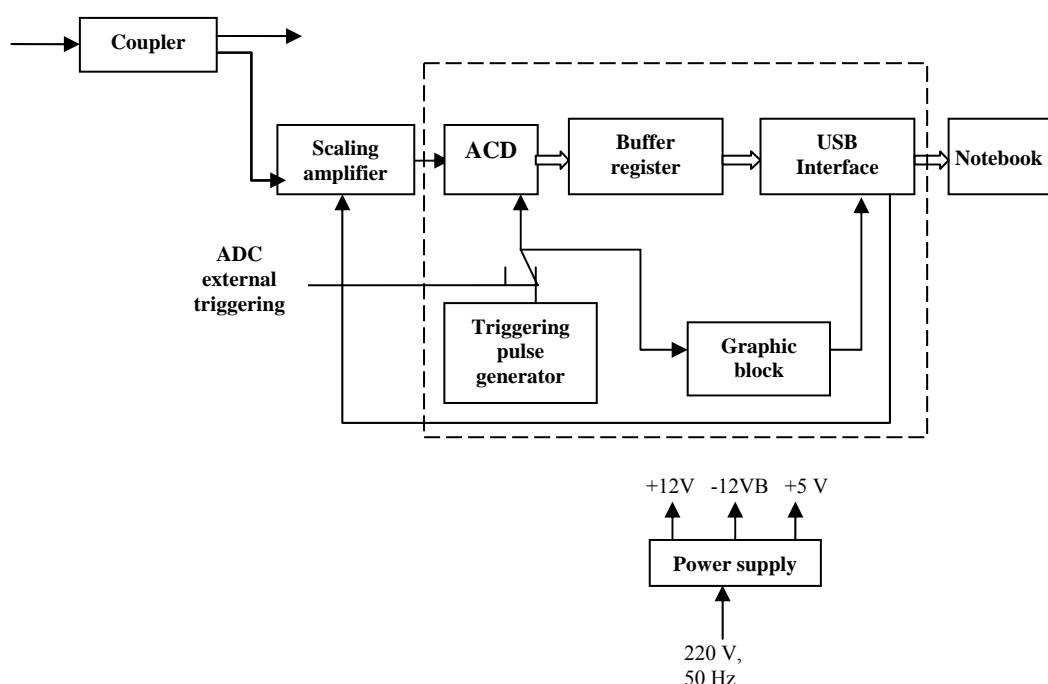 Coupler
Scaling
amplifier
ACD
Buffer
register
USB
Interface
Notebook
ADC
external
triggering
Triggering
pulse
generator
Graphic
block
+12V -12VB +5 V
Power supply
220 V,
50 Hz